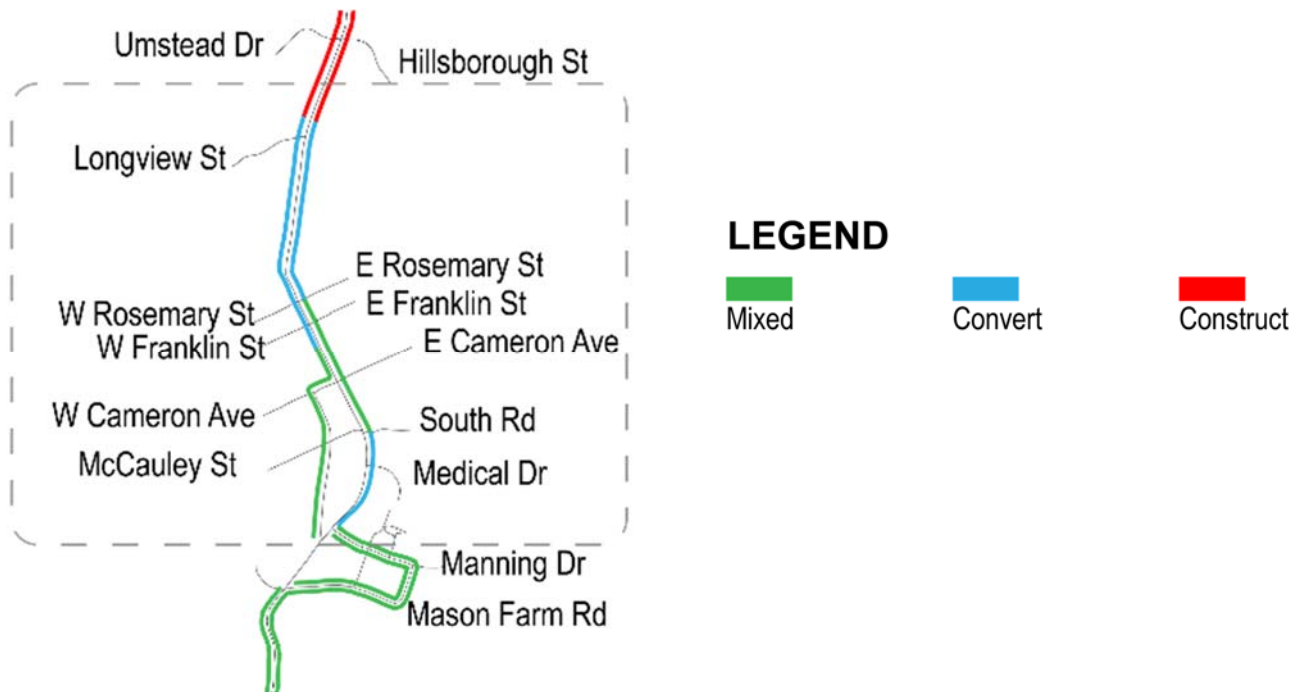 Umstead Dr
Hillsborough St
Longview St
E Rosemary St
W Rosemary St
E Franklin St
W Franklin St
E Cameron Ave
W Cameron Ave
South Rd
McCauley St
Medical Dr
Manning Dr
Mason Farm Rd
LEGEND
Mixed
Convert
Construct